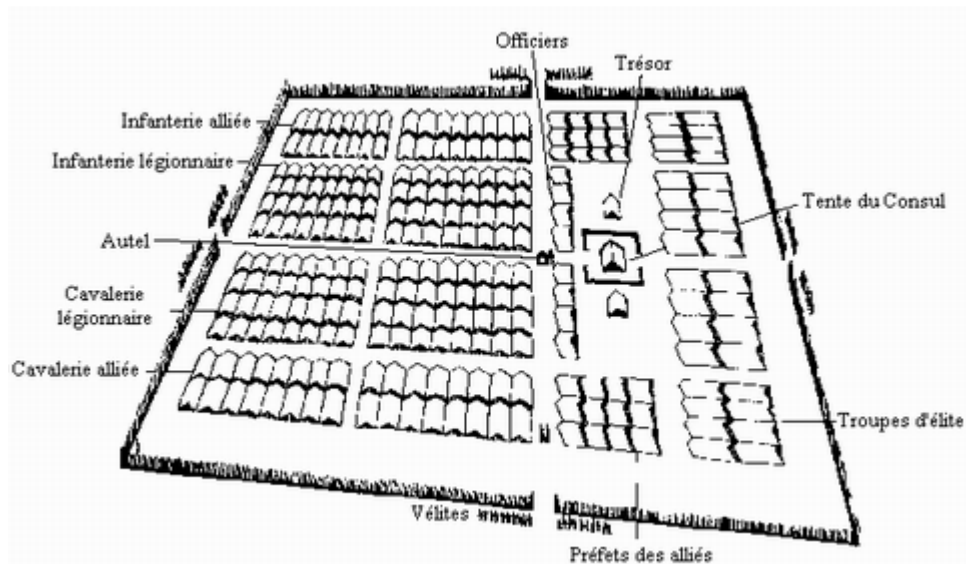 Officiers
Trésor
Infanterie alliée
Infanterie légionnaire
Tente du Consul
Autel
Cavalerie
légionnaire
Cavalerie alliée
Troupes d'élite
Vélites
Préfets des alliés